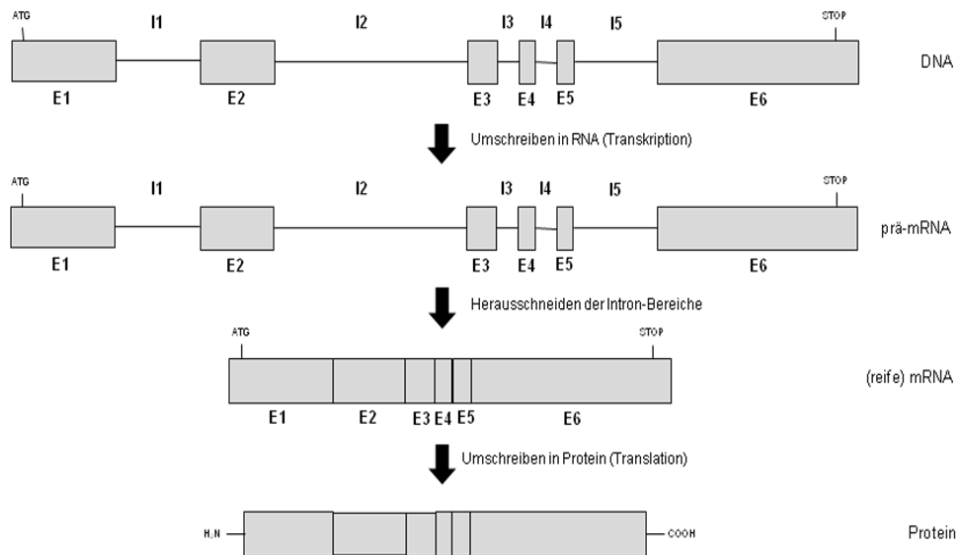 ATG I1 I2 I3 I4 I5 STOP
DNA
E1 E2 E3 E4 E5 E6
Umschreiben in RNA (Transkription)
ATG I1 I2 I3 I4 I5 STOP
prä-mRNA
E1 E2 E3 E4 E5 E6
Herausschneiden der Intron-Bereiche
ATG STOP
(reife) mRNA
E1 E2 E3 E4 E5 E6
Umschreiben in Protein (Translation)
H₂N COOH Protein